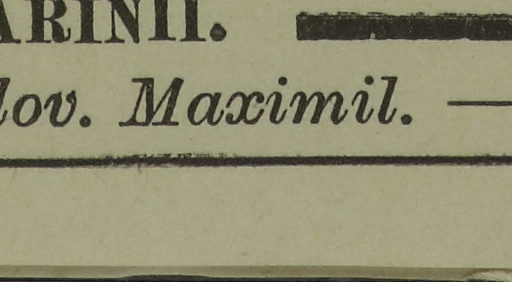 ARINII.
lov. Maximil. —